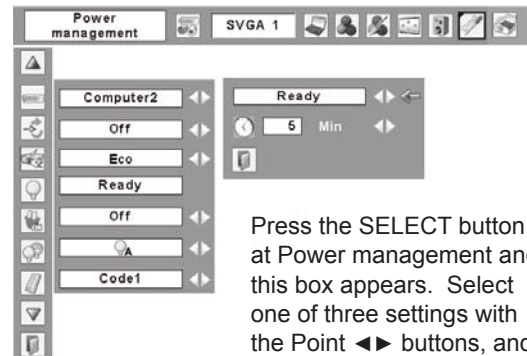 Power
management
SVGA 1
Computer2
Off
Eco
Ready
Off
A
Code1
Ready
5 Min
Press the SELECT button
at Power management and
this box appears. Select
one of three settings with
the Point ◄► buttons, and